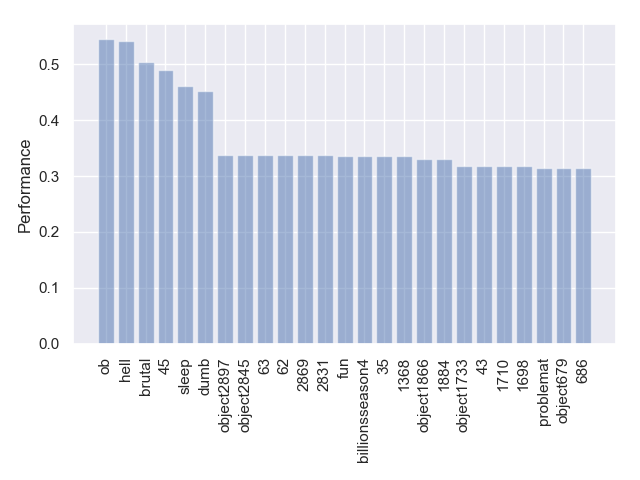 Performance
0.5
0.4
0.3
0.2
0.1
0.0
ob
hell
brutal
45
sleep
dumb
object2897
object2845
63
62
2869
2831
fun
billionsseason4
35
1368
object1866
1884
object1733
43
1710
1698
problemat
object679
686